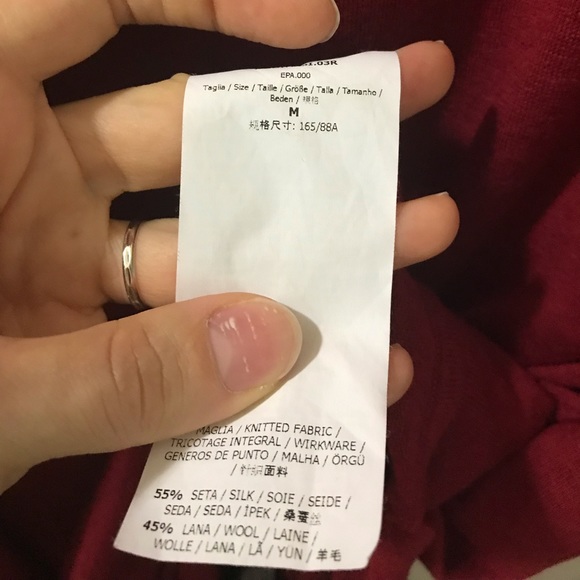 EPA.000
Taglia / Size / Taille / Größe / Talla / Tamanho /
Beden / 规格
M
规格尺寸: 165/88A
MAGLIA / KNITTED FABRIC /
TRICOTAGE INTEGRAL / WIRKWARE /
GENEROS DE PUNTO / MALHA / ÖRGÜ
/ 针织面料
55% SETA / SILK / SOIE / SEIDE /
SEDA / SEDA / İPEK / 桑蚕丝
45% LANA / WOOL / LAINE /
WOLLE / LANA / LÃ / YÜN / 羊毛